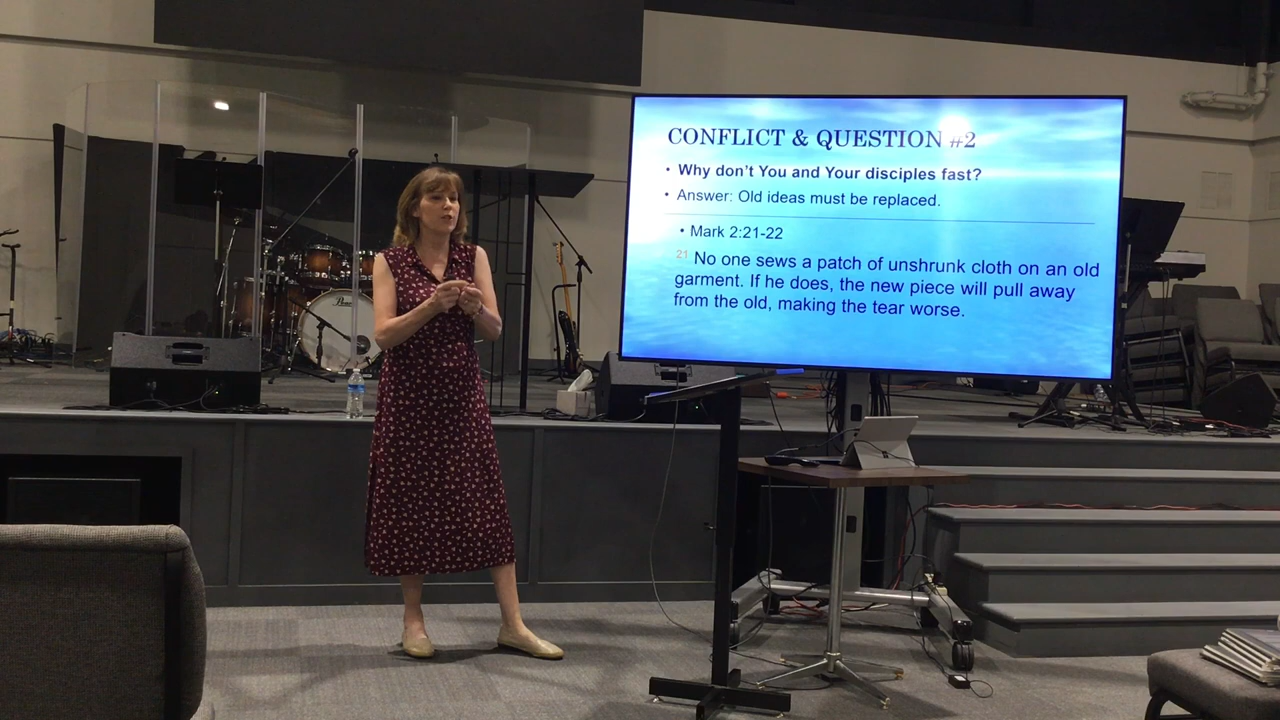 CONFLICT & QUESTION #2
• Why don't You and Your disciples fast?
• Answer: Old ideas must be replaced.
• Mark 2:21-22
21 No one sews a patch of unshrunk cloth on an old
garment. If he does, the new piece will pull away
from the old, making the tear worse.
Pearl